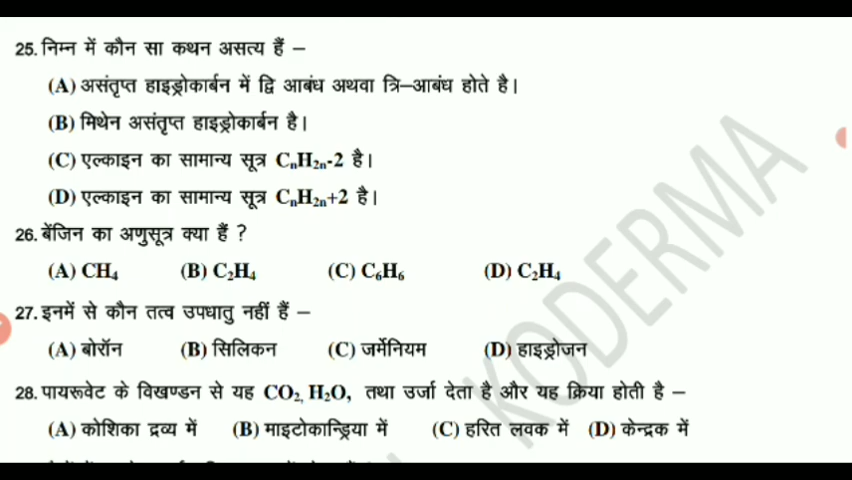 25. निम्न में कौन सा कथन असत्य हैं –
(A) असंतृप्त हाइड्रोकार्बन में द्वि आबंध अथवा त्रि–आबंध होते है।
(B) मिथेन असंतृप्त हाइड्रोकार्बन है।
(C) एल्काइन का सामान्य सूत्र CₙH₂ₙ-2 है।
(D) एल्काइन का सामान्य सूत्र CₙH₂ₙ+2 है।
26. बेंजिन का अणुसूत्र क्या हैं ?
(A) CH₄ (B) C₂H₄ (C) C₆H₆ (D) C₂H₄
27. इनमें से कौन तत्व उपधातु नहीं हैं –
(A) बोरॉन (B) सिलिकन (C) जर्मेनियम (D) हाइड्रोजन
28. पायरूवेट के विखण्डन से यह CO₂, H₂O, तथा उर्जा देता है और यह क्रिया होती है –
(A) कोशिका द्रव्य में (B) माइटोकान्ड्रिया में (C) हरित लवक में (D) केन्द्रक में
KODERMA